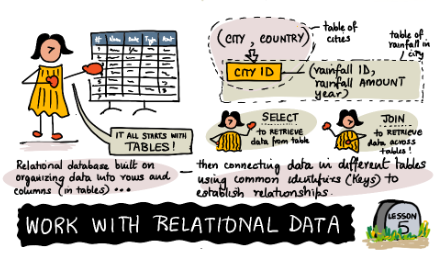 IT ALL STARTS WITH
TABLES!
(CITY, COUNTRY)
table of
cities
CITY ID
(rainfall ID,
rainfall AMOUNT
year)
table of
rainfall in
city
SELECT
to RETRIEVE
data from table
JOIN
to RETRIEVE
data across
tables!
Relational database built on
organizing data into rows and
columns (in tables) ...
then connecting data in different tables
using common identifiers (Keys) to
establish relationships.
WORK WITH RELATIONAL DATA
LESSON
5